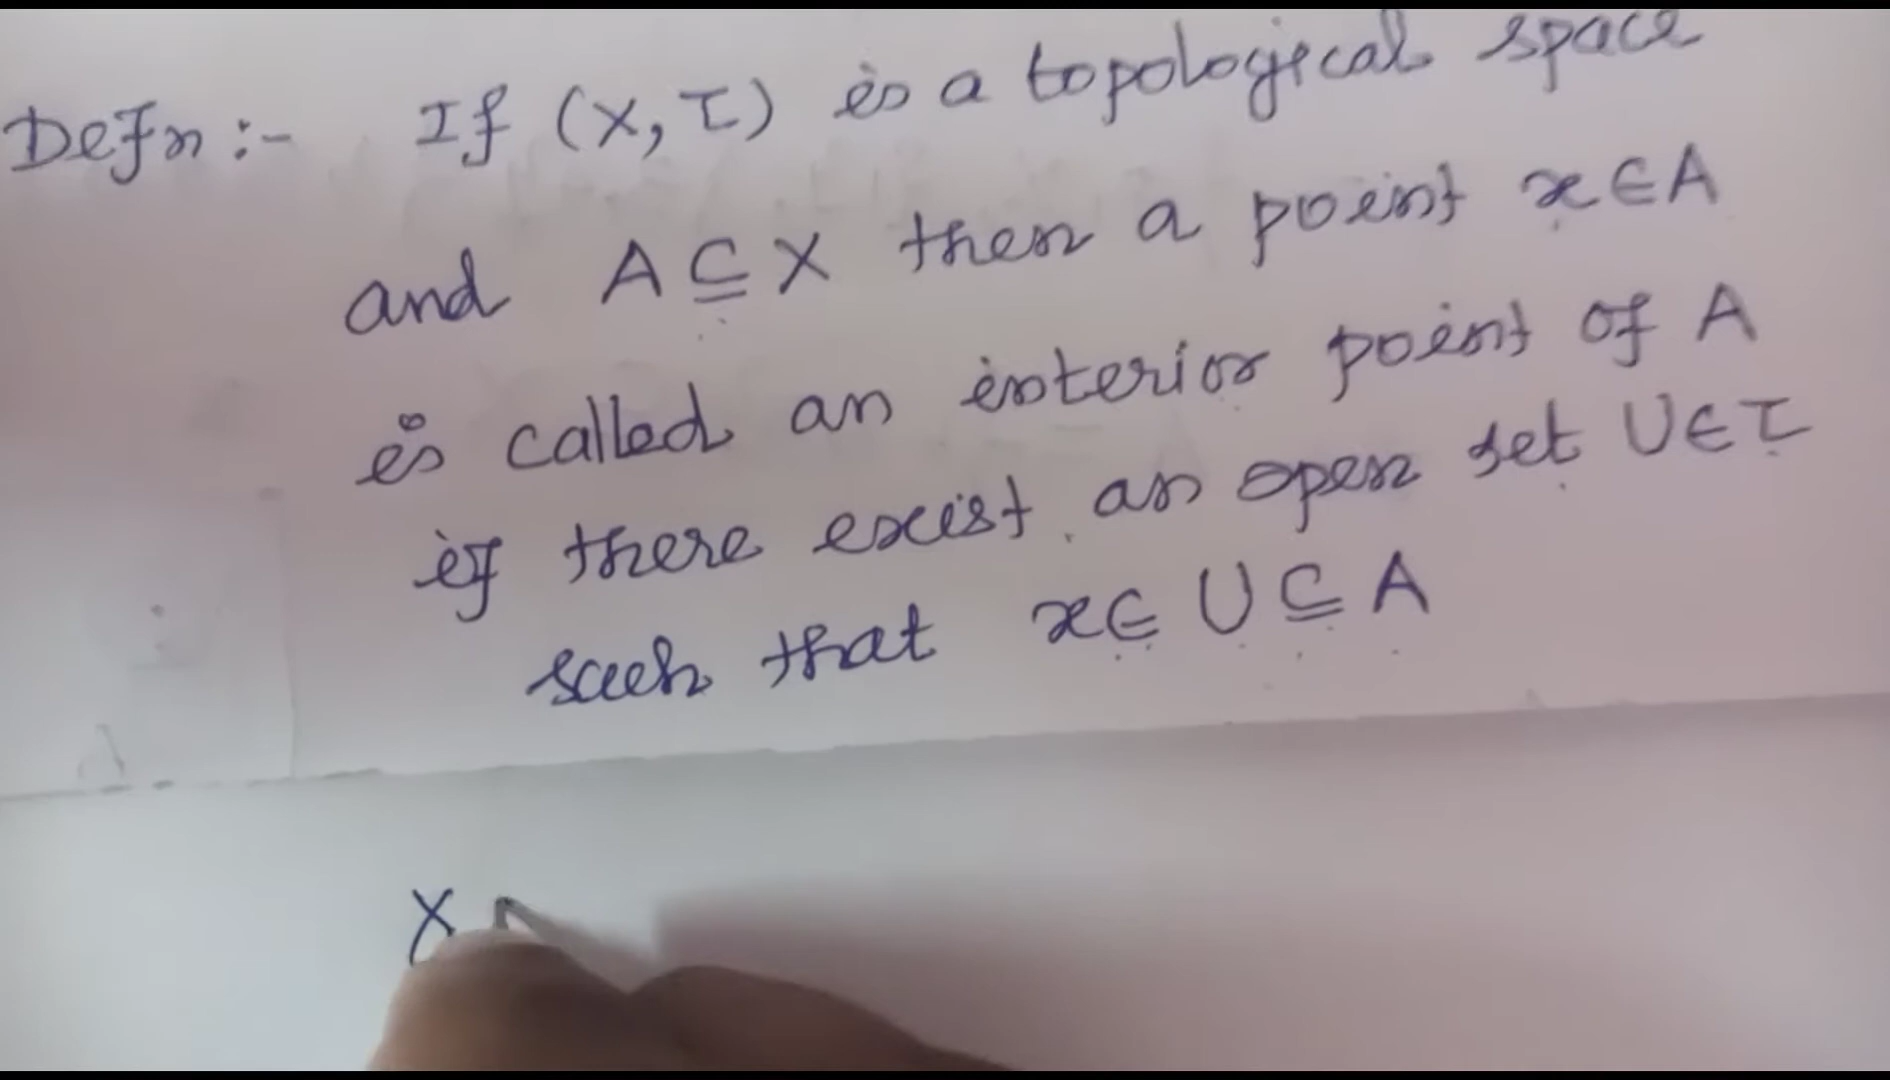 Defn :- If (X, τ) is a topological space
and A ⊆ X then a point x ∈ A
is called an interior point of A
if there exist an open set U ∈ τ
such that x ∈ U ⊆ A
X